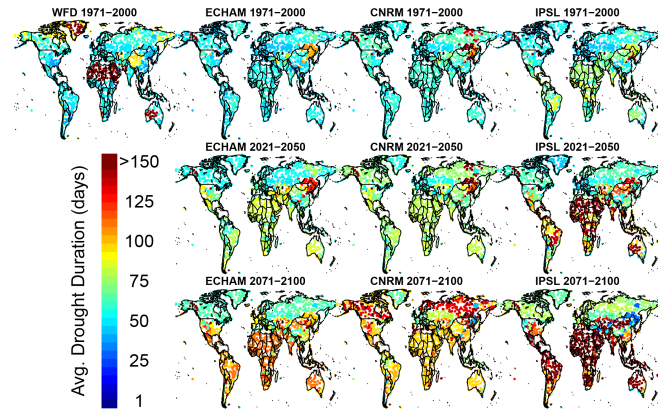 WFD 1971−2000
ECHAM 1971−2000
CNRM 1971−2000
IPSL 1971−2000
ECHAM 2021−2050
CNRM 2021−2050
IPSL 2021−2050
ECHAM 2071−2100
CNRM 2071−2100
IPSL 2071−2100
Avg. Drought Duration (days)
>150
125
100
75
50
25
1